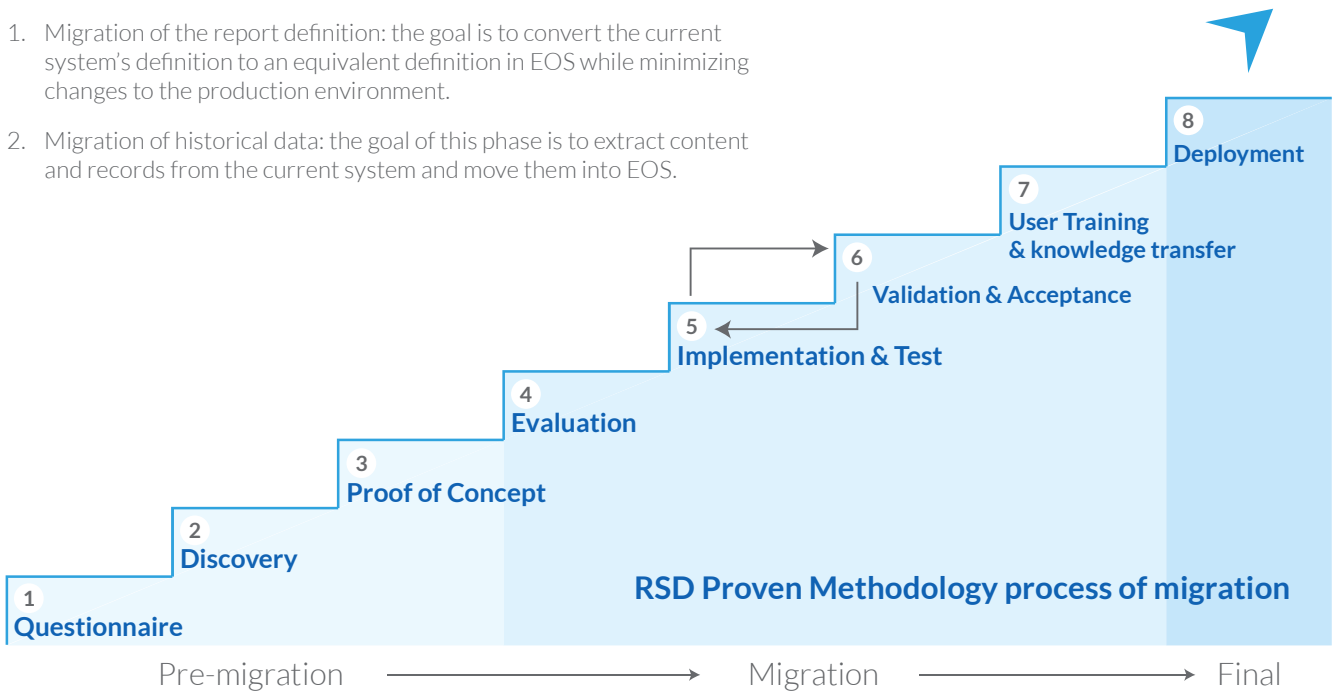 1. Migration of the report definition: the goal is to convert the current
system’s definition to an equivalent definition in EOS while minimizing
changes to the production environment.
2. Migration of historical data: the goal of this phase is to extract content
and records from the current system and move them into EOS.
8
Deployment
7
User Training
& knowledge transfer
6
Validation & Acceptance
5
Implementation & Test
4
Evaluation
3
Proof of Concept
2
Discovery
1
Questionnaire
RSD Proven Methodology process of migration
Pre-migration
Migration
Final